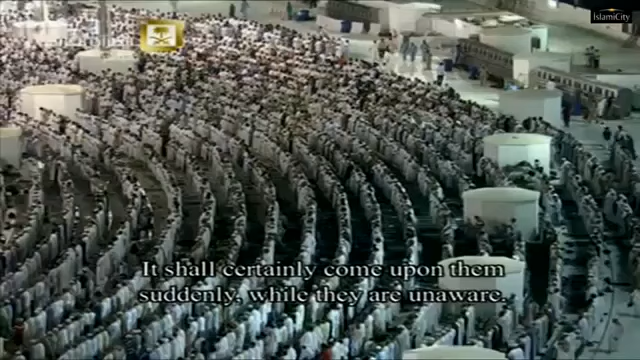 IslamiCity
It shall certainly come upon them
suddenly, while they are unaware.